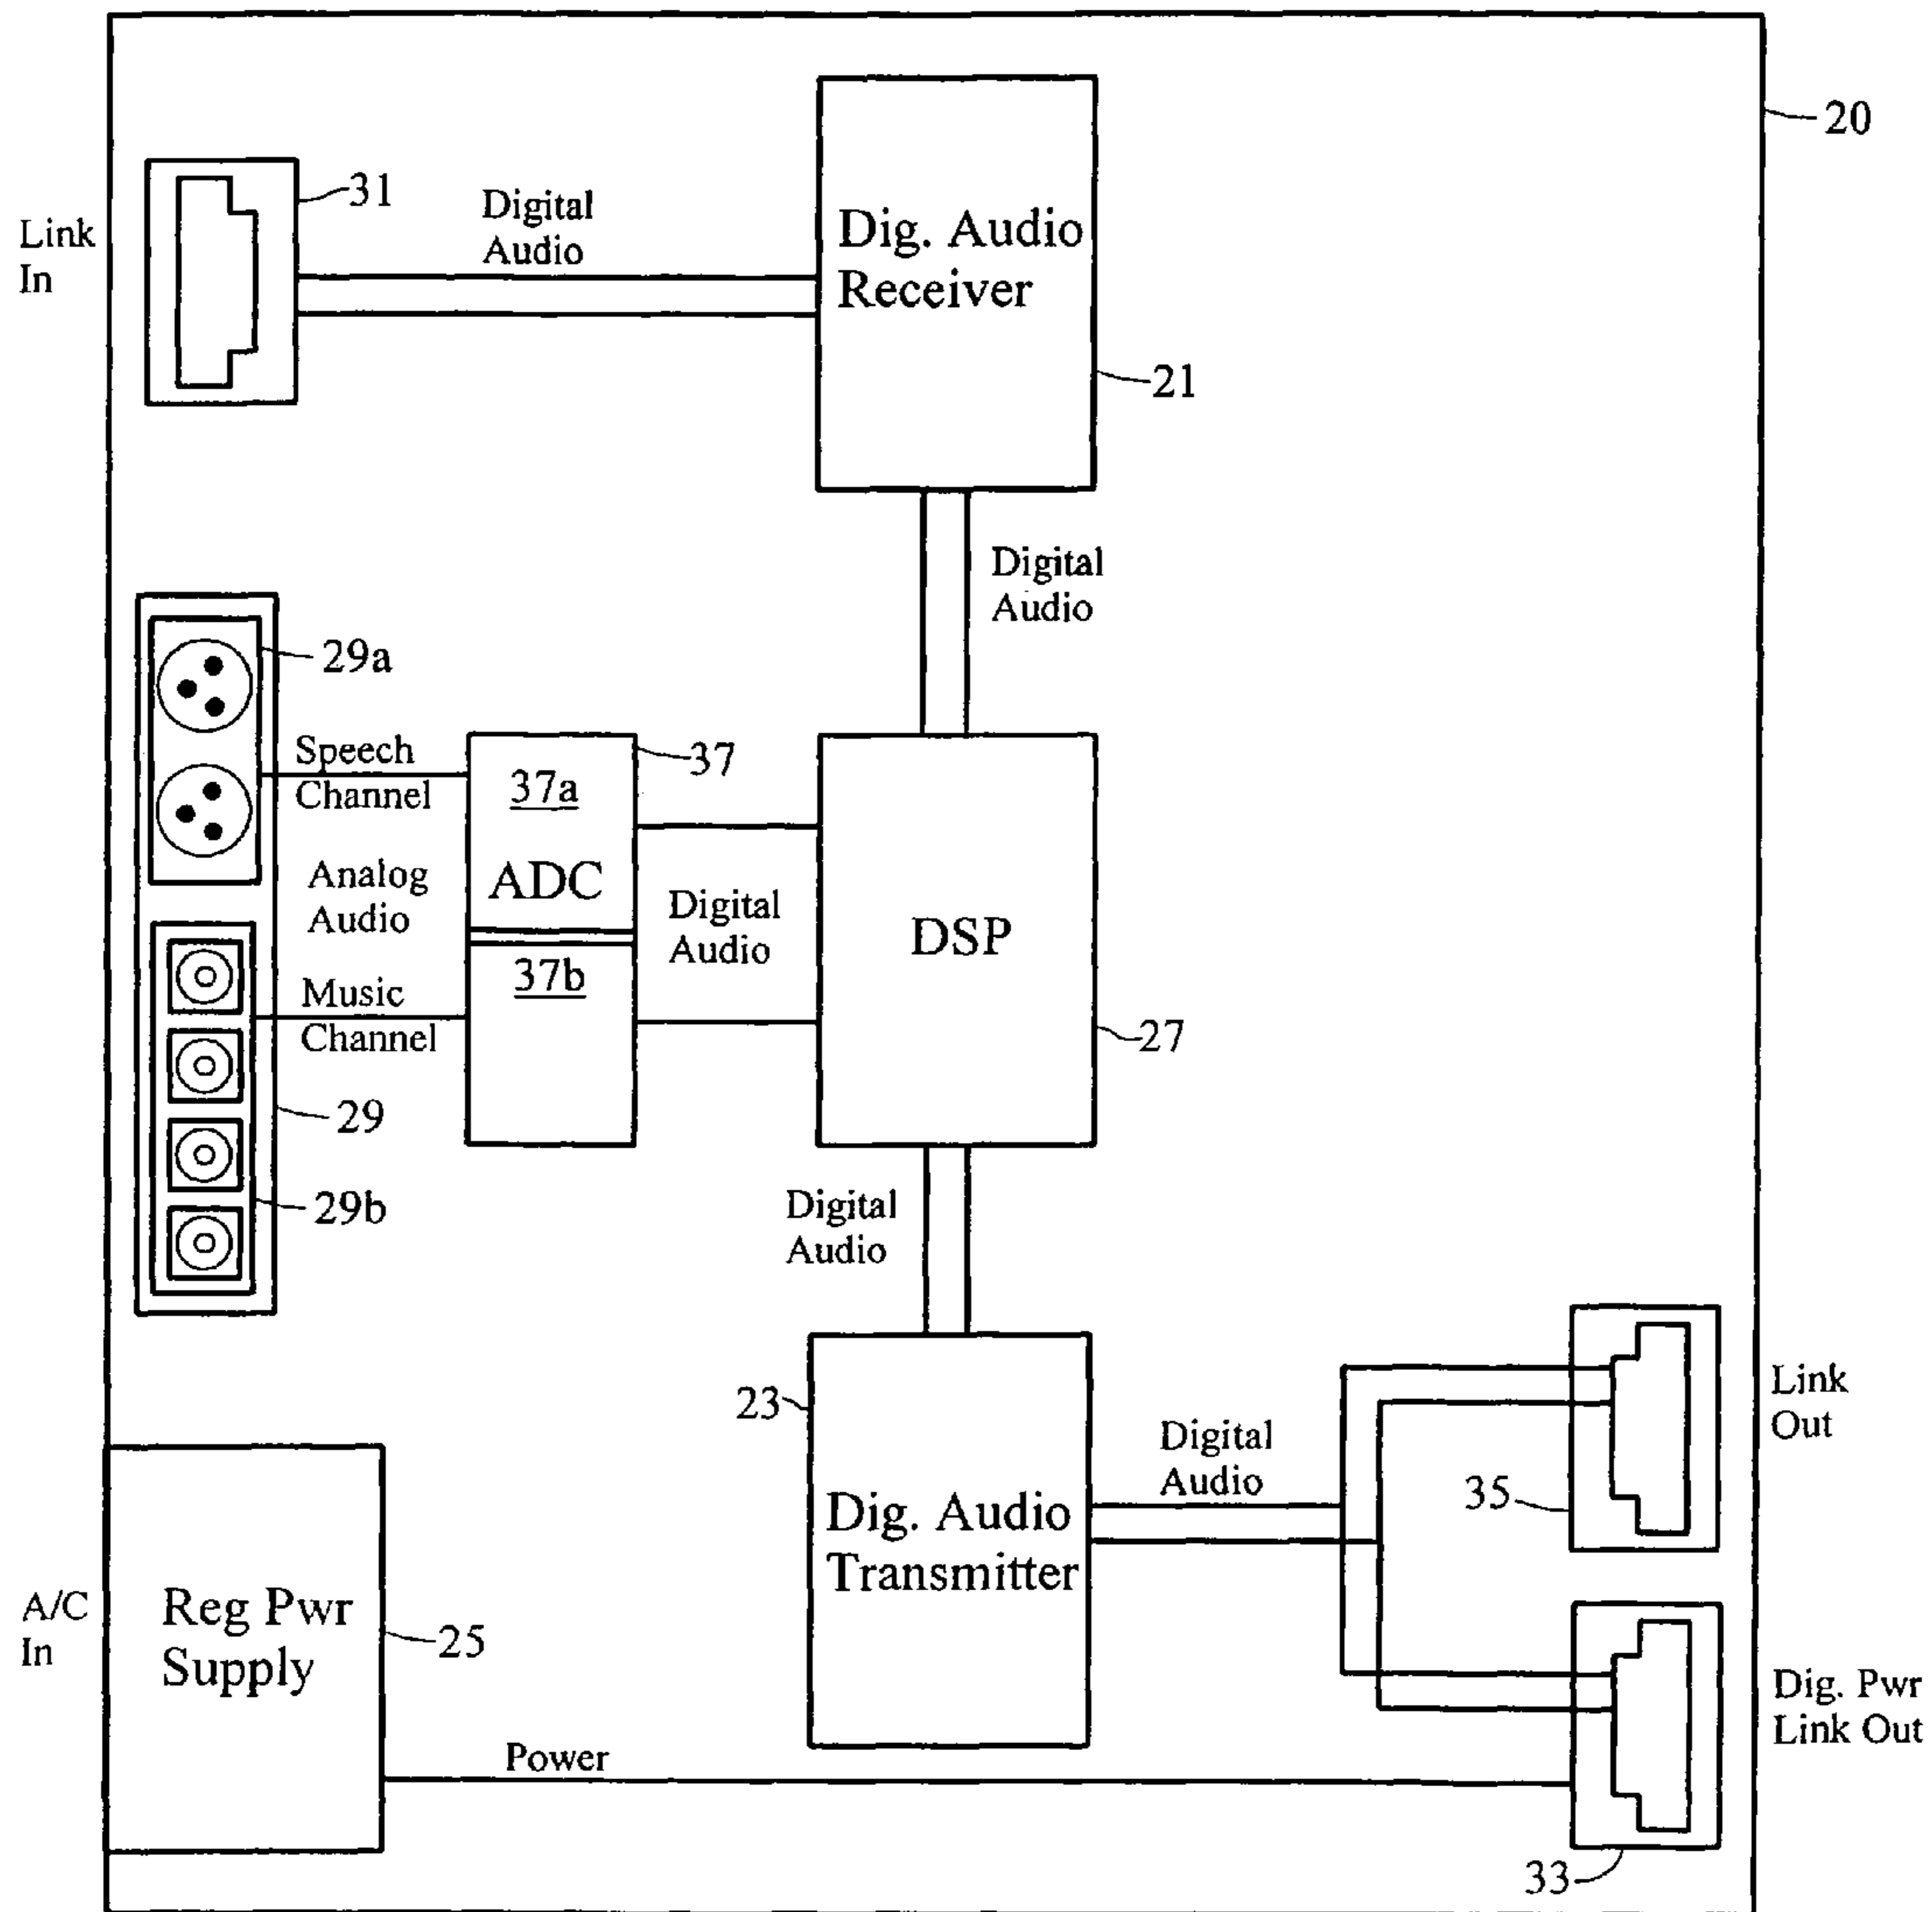 20
31
Link
In
Digital
Audio
Dig. Audio
Receiver
21
Digital
Audio
29a
Speech
Channel
37
37a
ADC
Analog
Audio
Digital
Audio
DSP
37b
Music
Channel
27
29
29b
Digital
Audio
23
Link
Out
Digital
Audio
35
Dig. Audio
Transmitter
A/C
In
Reg Pwr
Supply
25
Dig. Pwr
Link Out
Power
33